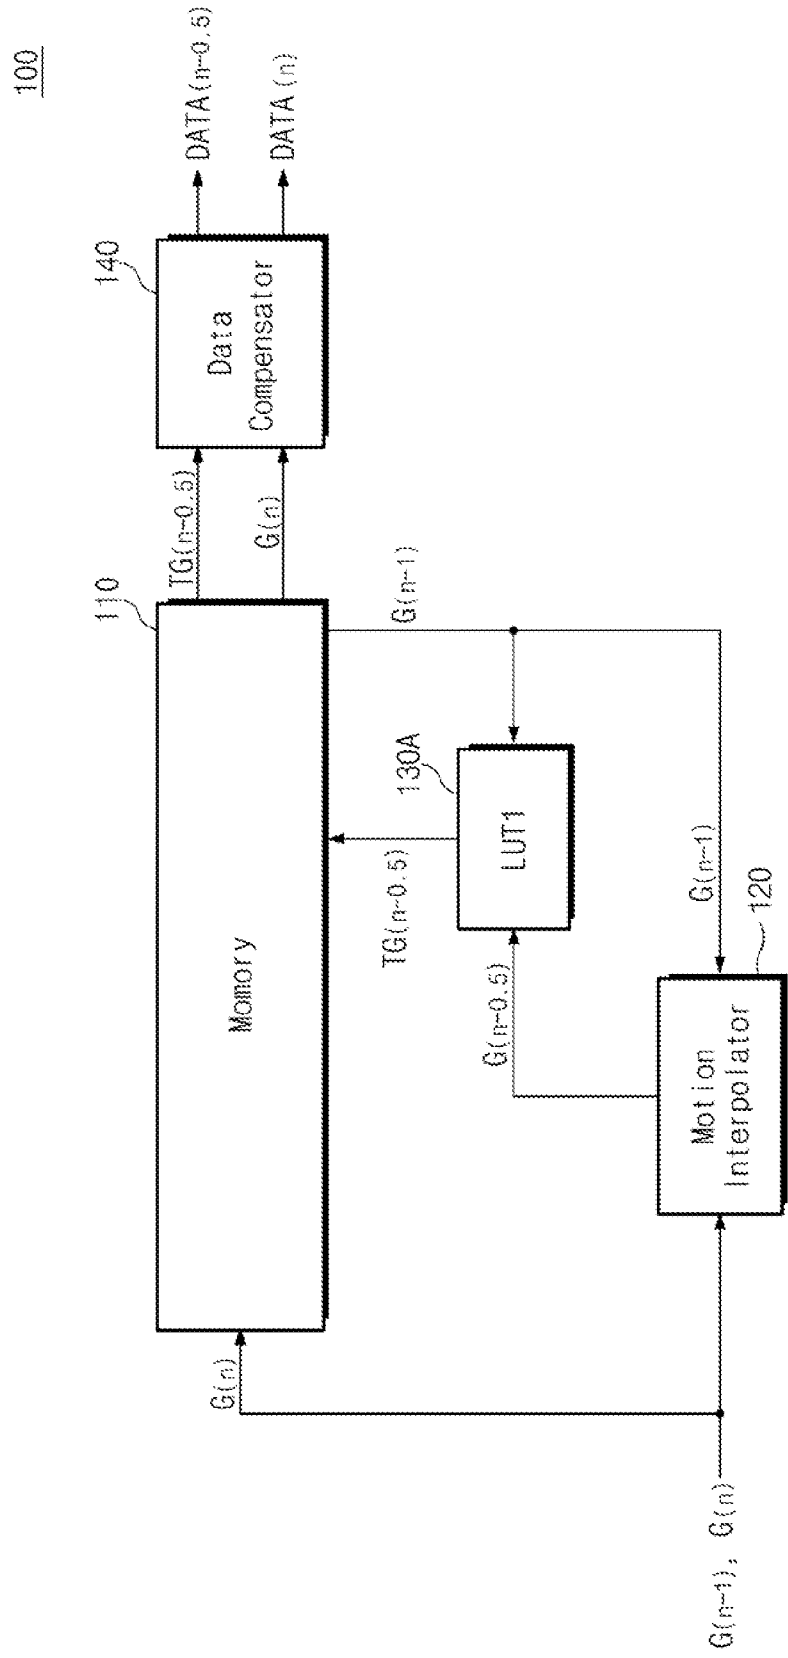 100
DATA(n-0.5)
DATA(n)
140
Data
Compensator
TG(n-0.5)
G(n)
110
Momory
G(n-1)
130A
LUT1
TG(n-0.5)
G(n-0.5)
G(n-1)
120
Motion
Interpolator
G(n)
G(n-1), G(n)